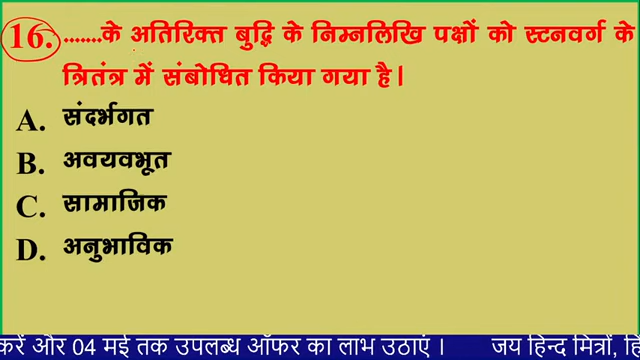 16. .......के अतिरिक्त बुद्धि के निम्नलिखि पक्षों को स्टनवर्ग के
त्रितंत्र में संबोधित किया गया है।
A. संदर्भगत
B. अवयवभूत
C. सामाजिक
D. अनुभाविक
करें और 04 मई तक उपलब्ध ऑफर का लाभ उठाएं । जय हिन्द मित्रों, हि